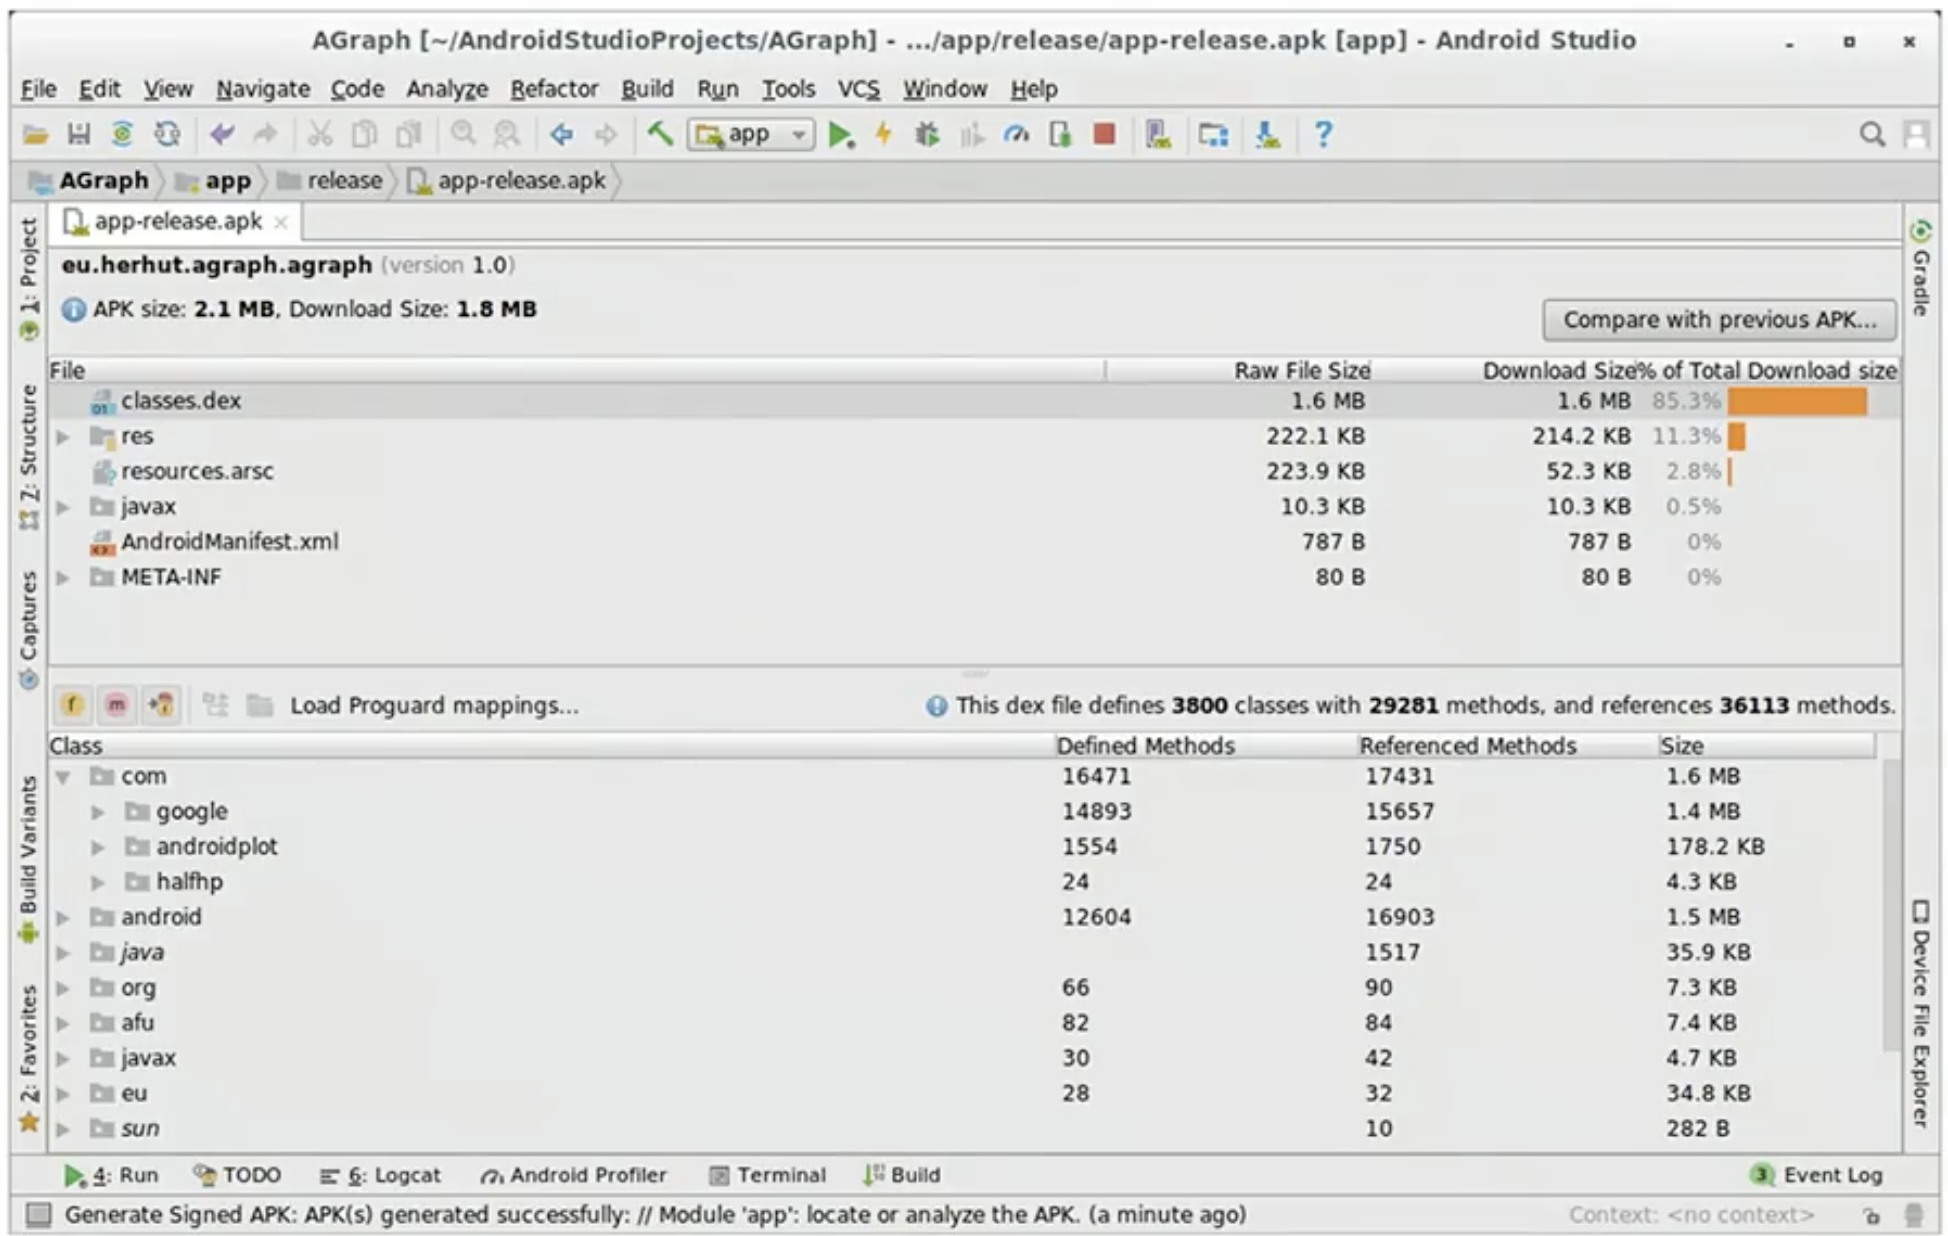 AGraph [~/AndroidStudioProjects/AGraph] - .../app/release/app-release.apk [app] - Android Studio
File Edit View Navigate Code Analyze Refactor Build Run Tools VCS Window Help
app
AGraph app release app-release.apk
app-release.apk
eu.herhut.agraph.agraph (version 1.0)
APK size: 2.1 MB, Download Size: 1.8 MB
Compare with previous APK...
File Raw File Size Download Size % of Total Download size
classes.dex 1.6 MB 1.6 MB 85.3%
res 222.1 KB 214.2 KB 11.3%
resources.arsc 223.9 KB 52.3 KB 2.8%
javax 10.3 KB 10.3 KB 0.5%
AndroidManifest.xml 787 B 787 B 0%
META-INF 80 B 80 B 0%
Load Proguard mappings... This dex file defines 3800 classes with 29281 methods, and references 36113 methods.
Class Defined Methods Referenced Methods Size
com 16471 17431 1.6 MB
google 14893 15657 1.4 MB
androidplot 1554 1750 178.2 KB
halfhp 24 24 4.3 KB
android 12604 16903 1.5 MB
java 1517 35.9 KB
org 66 90 7.3 KB
afu 82 84 7.4 KB
javax 30 42 4.7 KB
eu 28 32 34.8 KB
sun 10 282 B
1: Project
7: Structure
Captures
Build Variants
2: Favorites
Gradle
Device File Explorer
4: Run TODO 6: Logcat Android Profiler Terminal Build 3 Event Log
Generate Signed APK: APK(s) generated successfully: // Module 'app': locate or analyze the APK. (a minute ago) Context: <no context>